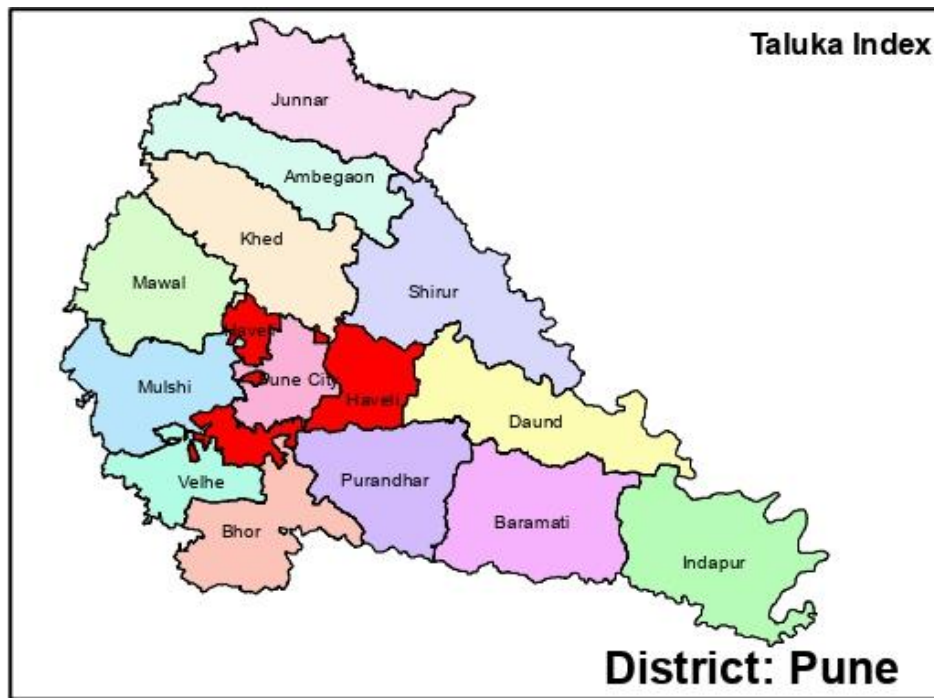 Taluka Index
Junnar
Ambegaon
Khed
Mawal
Shirur
Haveli
Pune City
Mulshi
Haveli
Daund
Velhe
Purandhar
Bhor
Baramati
Indapur
District: Pune